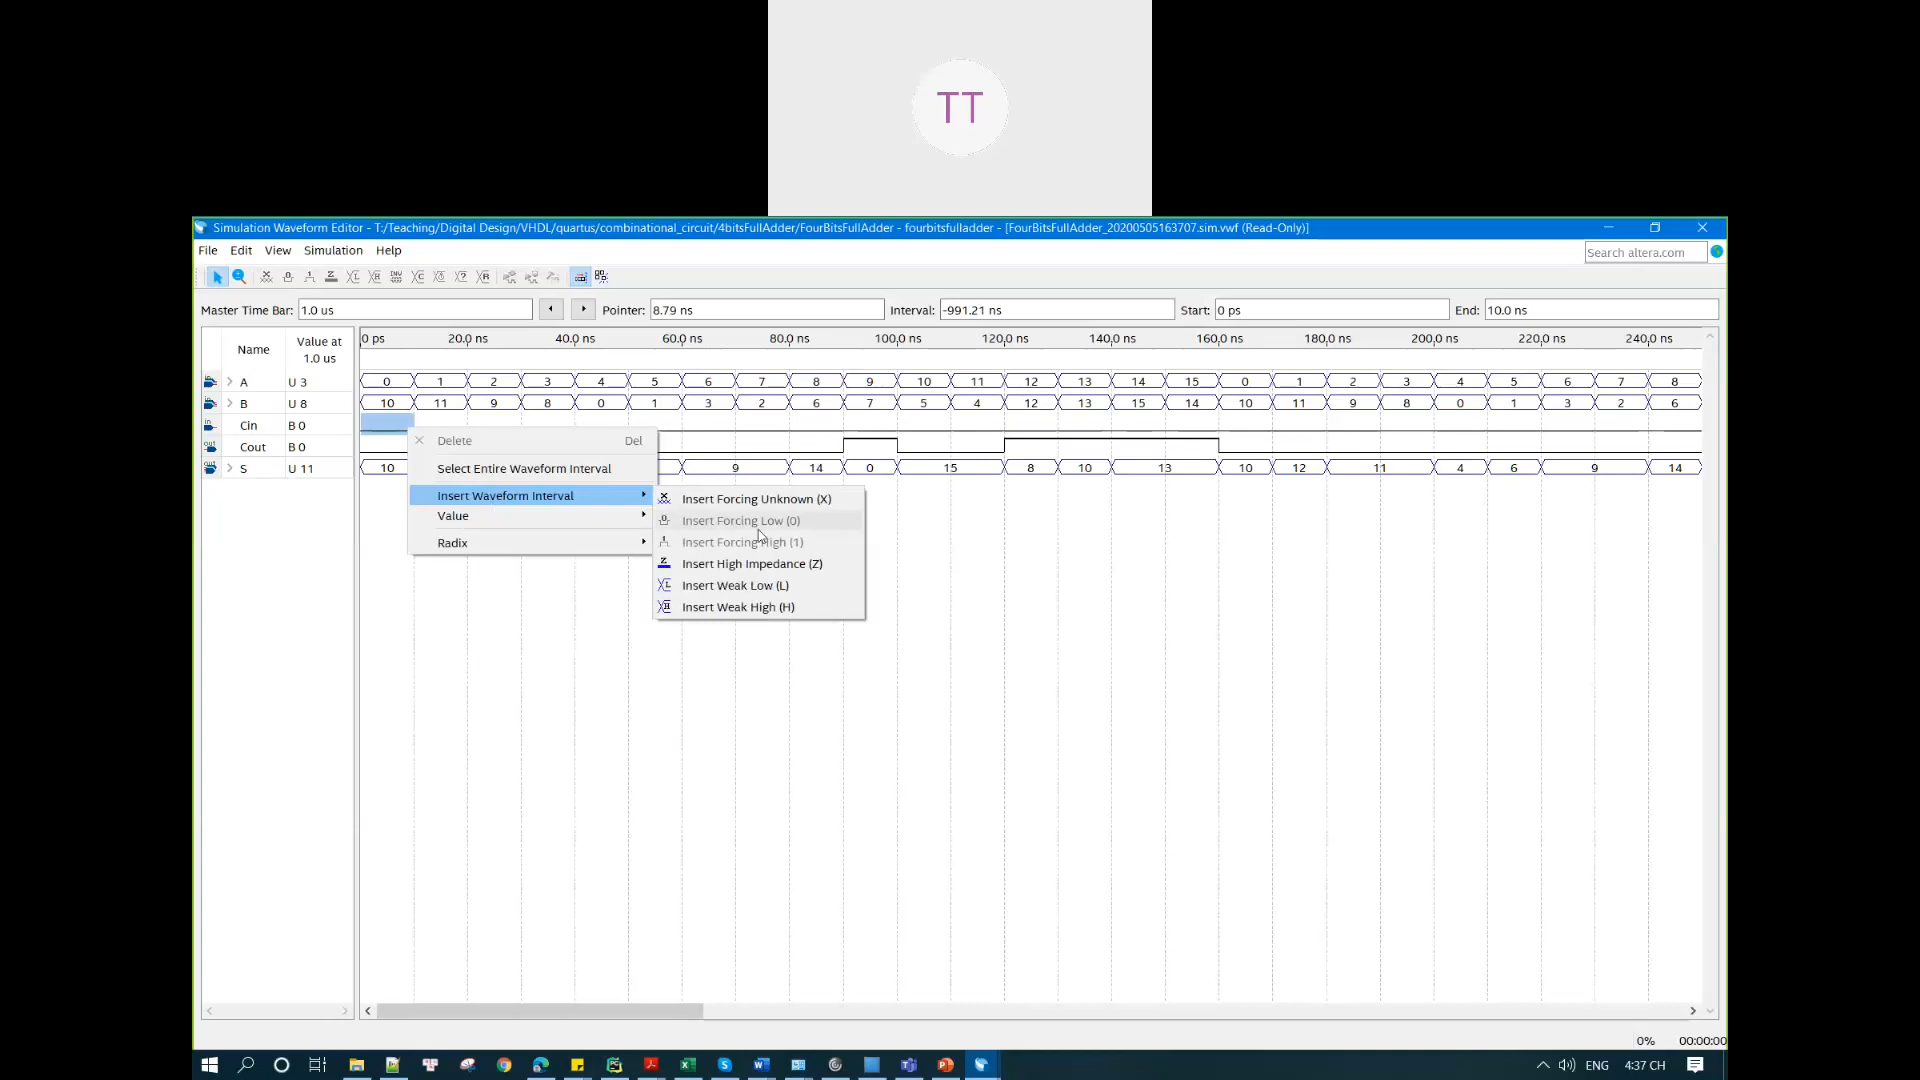 TT
Simulation Waveform Editor - T:/Teaching/Digital Design/VHDL/quartus/combinational_circuit/4bitsFullAdder/FourBitsFullAdder - fourbitsfulladder - [FourBitsFullAdder_20200505163707.sim.vwf (Read-Only)]
File Edit View Simulation Help
Search altera.com
Master Time Bar: 1.0 us Pointer: 8.79 ns Interval: -991.21 ns Start: 0 ps End: 10.0 ns
Name Value at 1.0 us
0 ps 20.0 ns 40.0 ns 60.0 ns 80.0 ns 100.0 ns 120.0 ns 140.0 ns 160.0 ns 180.0 ns 200.0 ns 220.0 ns 240.0 ns
A U 3 0 1 2 3 4 5 6 7 8 9 10 11 12 13 14 15 0 1 2 3 4 5 6 7 8
B U 8 10 11 9 8 0 1 3 2 6 7 5 4 12 13 15 14 10 11 9 8 0 1 3 2 6
Cin B 0
Cout B 0
S U 11 10 9 14 0 15 8 10 13 10 12 11 4 6 9 14
Delete Del
Select Entire Waveform Interval
Insert Waveform Interval
Value
Radix
Insert Forcing Unknown (X)
Insert Forcing Low (0)
Insert Forcing High (1)
Insert High Impedance (Z)
Insert Weak Low (L)
Insert Weak High (H)
0% 00:00:00
ENG 4:37 CH